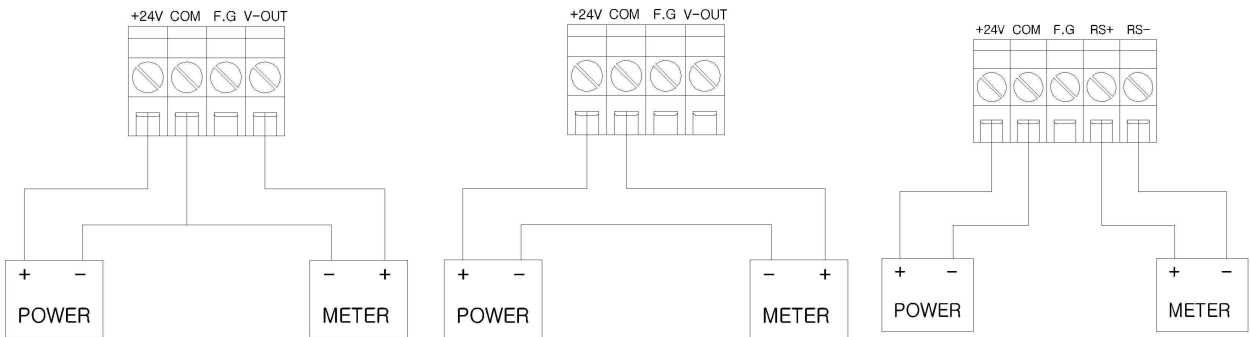 +24V COM F.G V-OUT
+ −
POWER
− +
METER
+24V COM F.G V-OUT
+ −
POWER
− +
METER
+24V COM F.G RS+ RS−
+ −
POWER
+ −
METER